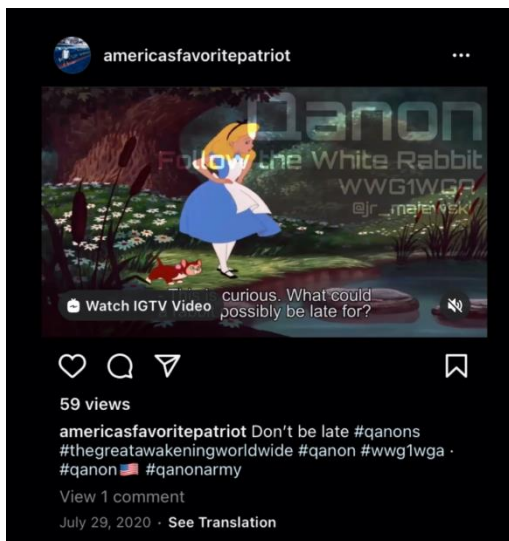 americasfavoritepatriot
Qanon
Follow the White Rabbit
WWG1WGA
curious. What could
Watch IGTV Video
possibly be late for?
59 views
americasfavoritepatriot Don't be late #qanons
#thegreatawakeningworldwide #qanon #wwg1wga ·
#qanon🇺🇸 #qanonarmy
View 1 comment
July 29, 2020 · See Translation